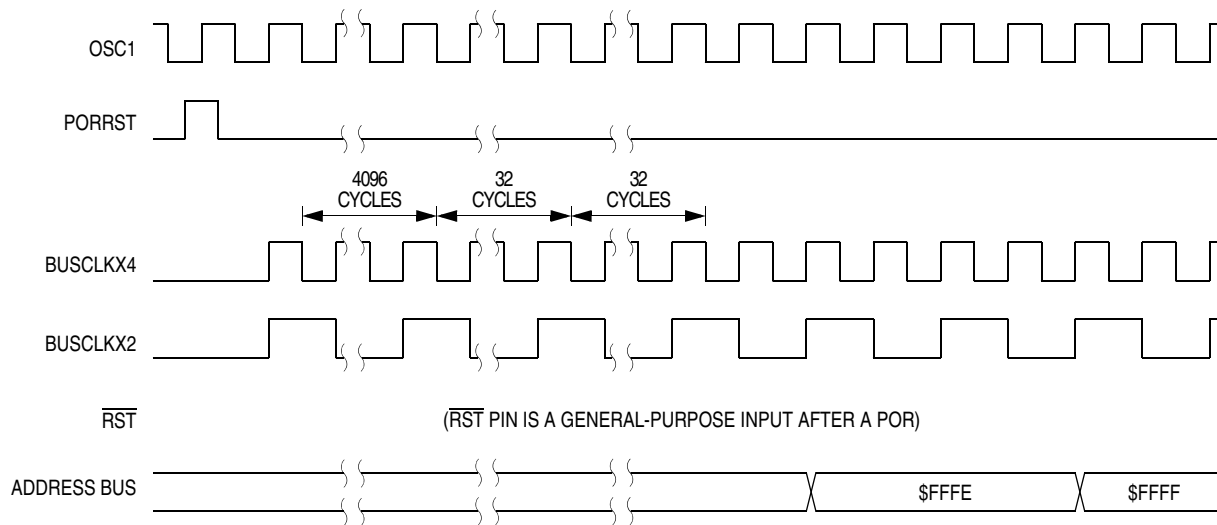 OSC1
PORRST
4096
CYCLES
32
CYCLES
32
CYCLES
BUSCLKX4
BUSCLKX2
RST
(RST PIN IS A GENERAL-PURPOSE INPUT AFTER A POR)
ADDRESS BUS
$FFFE
$FFFF